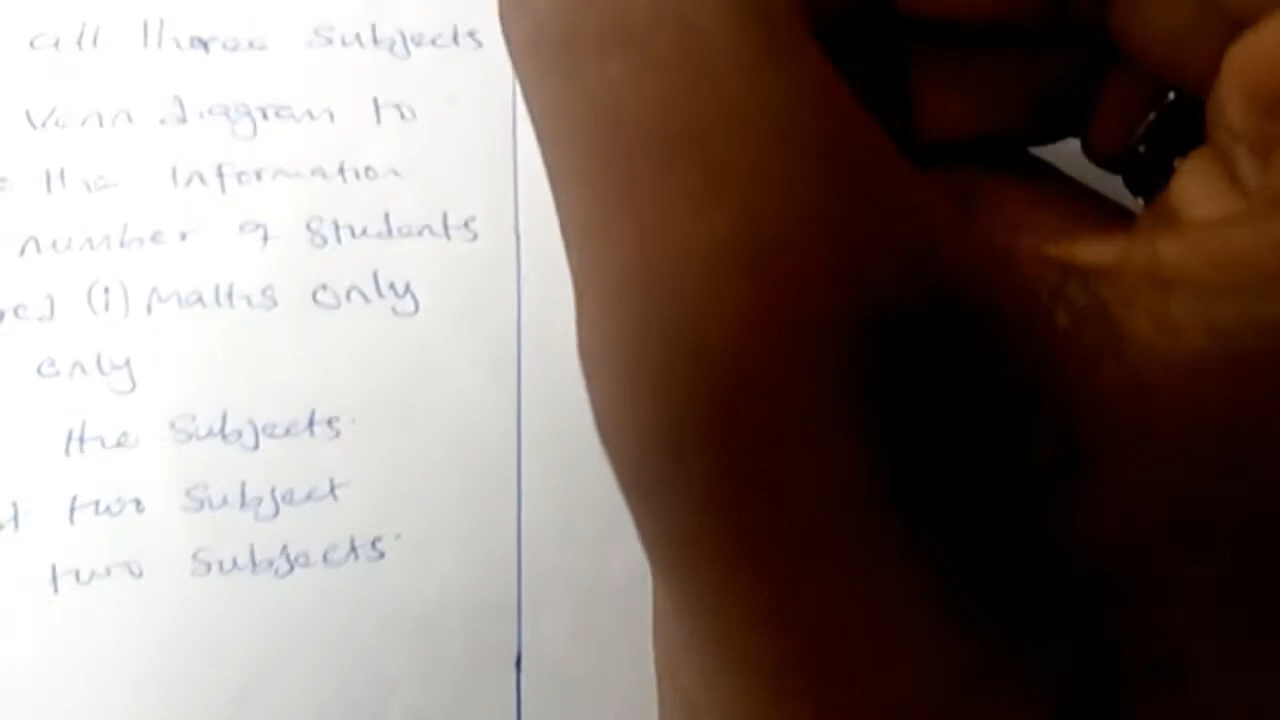 all three subjects
Venn diagram to
the information
number of students
(i) Maths only
only
the subjects.
two subject
two subjects.